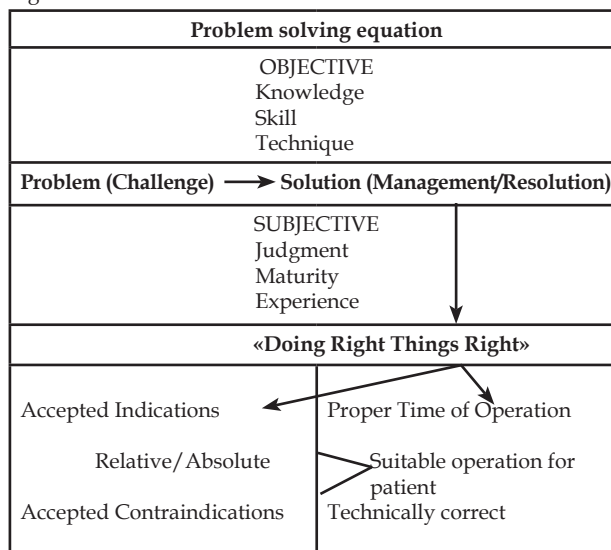 Problem solving equation
OBJECTIVE
Knowledge
Skill
Technique
Problem (Challenge) Solution (Management/Resolution)
SUBJECTIVE
Judgment
Maturity
Experience
«Doing Right Things Right»
Accepted Indications
Relative/Absolute
Accepted Contraindications
Proper Time of Operation
Suitable operation for
patient
Technically correct